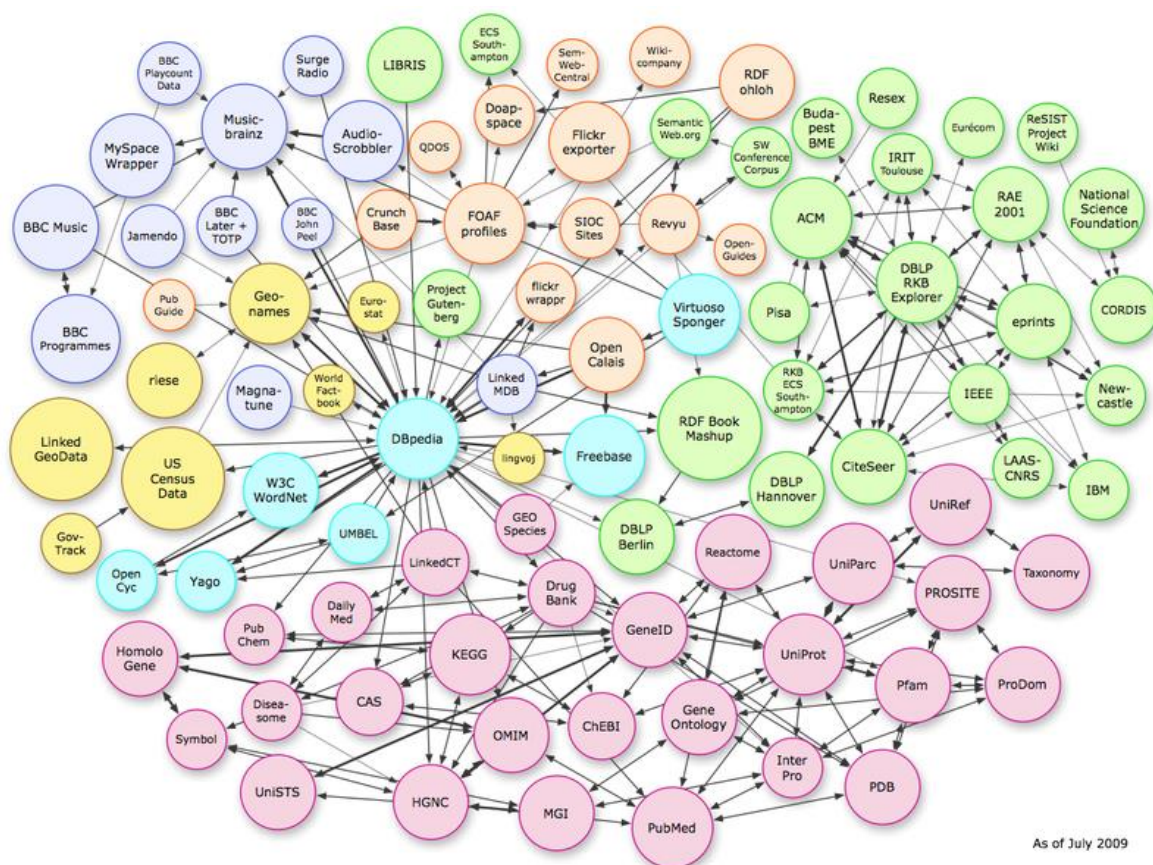 BBC
Playcount
Data
Surge
Radio
LIBRIS
ECS
South-
ampton
Sem-
Web-
Central
Wiki-
company
RDF
ohloh
Music-
brainz
Audio-
Scrobbler
MySpace
Wrapper
QDOS
Doap-
space
Flickr
exporter
Semantic
Web.org
SW
Conference
Corpus
Buda-
pest
BME
Resex
IRIT
Toulouse
Eurécom
ReSIST
Project
Wiki
BBC Music
Jamendo
BBC
Later +
TOTP
BBC
John
Peel
Crunch
Base
FOAF
profiles
SIOC
Sites
Revyu
Open-
Guides
ACM
RAE
2001
National
Science
Foundation
DBLP
RKB
Explorer
Pub
Guide
Geo-
names
Euro-
stat
Project
Guten-
berg
flickr
wrappr
Virtuoso
Sponger
Pisa
eprints
CORDIS
BBC
Programmes
Open
Calais
riese
World
Fact-
book
Magna-
tune
Linked
MDB
RKB
ECS
South-
ampton
IEEE
New-
castle
Linked
GeoData
US
Census
Data
DBpedia
lingvoj
Freebase
RDF Book
Mashup
CiteSeer
LAAS-
CNRS
IBM
DBLP
Hannover
W3C
WordNet
Gov-
Track
UMBEL
GEO
Species
DBLP
Berlin
Reactome
UniParc
UniRef
Open
Cyc
Yago
LinkedCT
Drug
Bank
Taxonomy
PROSITE
Daily
Med
Pub
Chem
Homolo
Gene
KEGG
GeneID
UniProt
Pfam
ProDom
Disea-
some
CAS
ChEBI
Gene
Ontology
Symbol
OMIM
Inter
Pro
UniSTS
HGNC
MGI
PubMed
PDB
As of July 2009